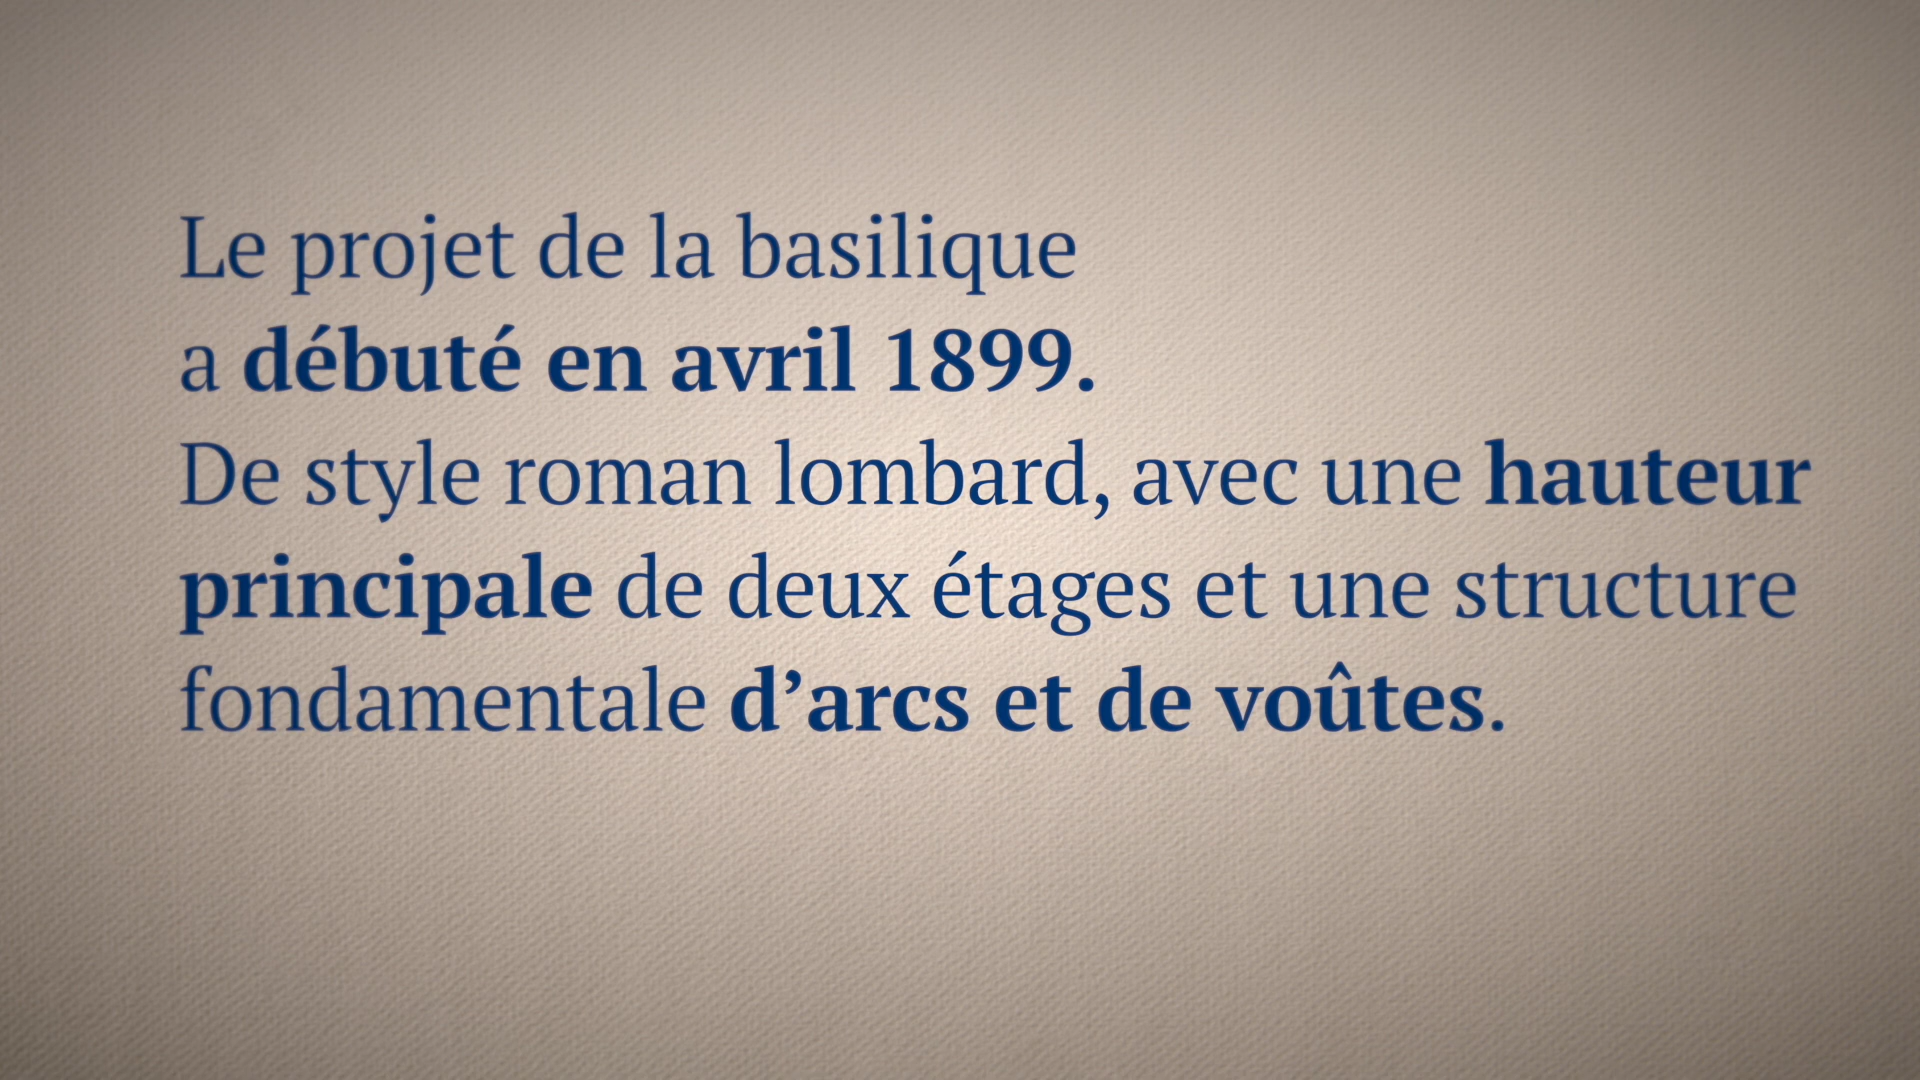 Le projet de la basilique
a débuté en avril 1899.
De style roman lombard, avec une hauteur
principale de deux étages et une structure
fondamentale d’arcs et de voûtes.